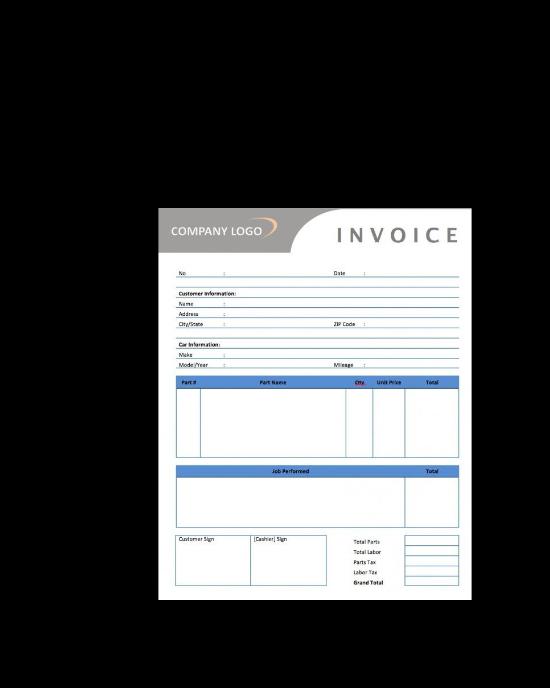 COMPANY LOGO
INVOICE
No : Date :
Customer Information:
Name :
Address :
City/State : ZIP Code :
Car Information:
Make :
Model/Year : Mileage :
Part # Part Name Qty. Unit Price Total
Job Performed Total
Customer Sign [Cashier] Sign
Total Parts
Total Labor
Parts Tax
Labor Tax
Grand Total